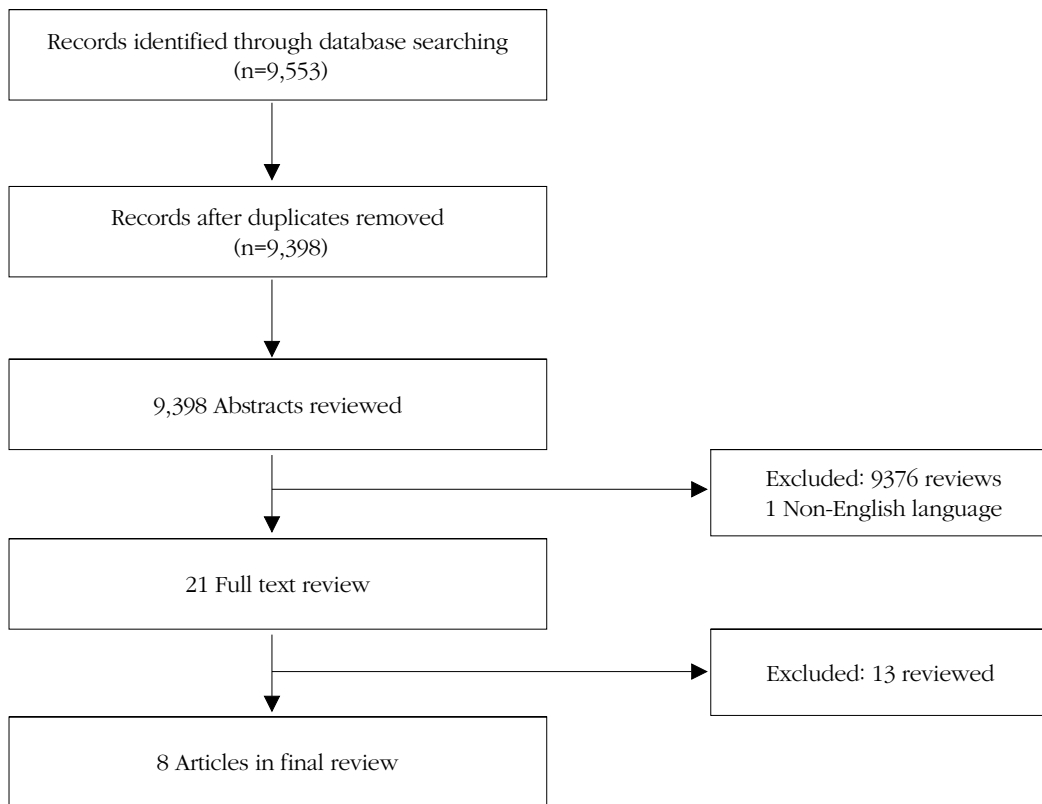 Records identified through database searching
(n=9,553)
Records after duplicates removed
(n=9,398)
9,398 Abstracts reviewed
Excluded: 9376 reviews
1 Non-English language
21 Full text review
Excluded: 13 reviewed
8 Articles in final review